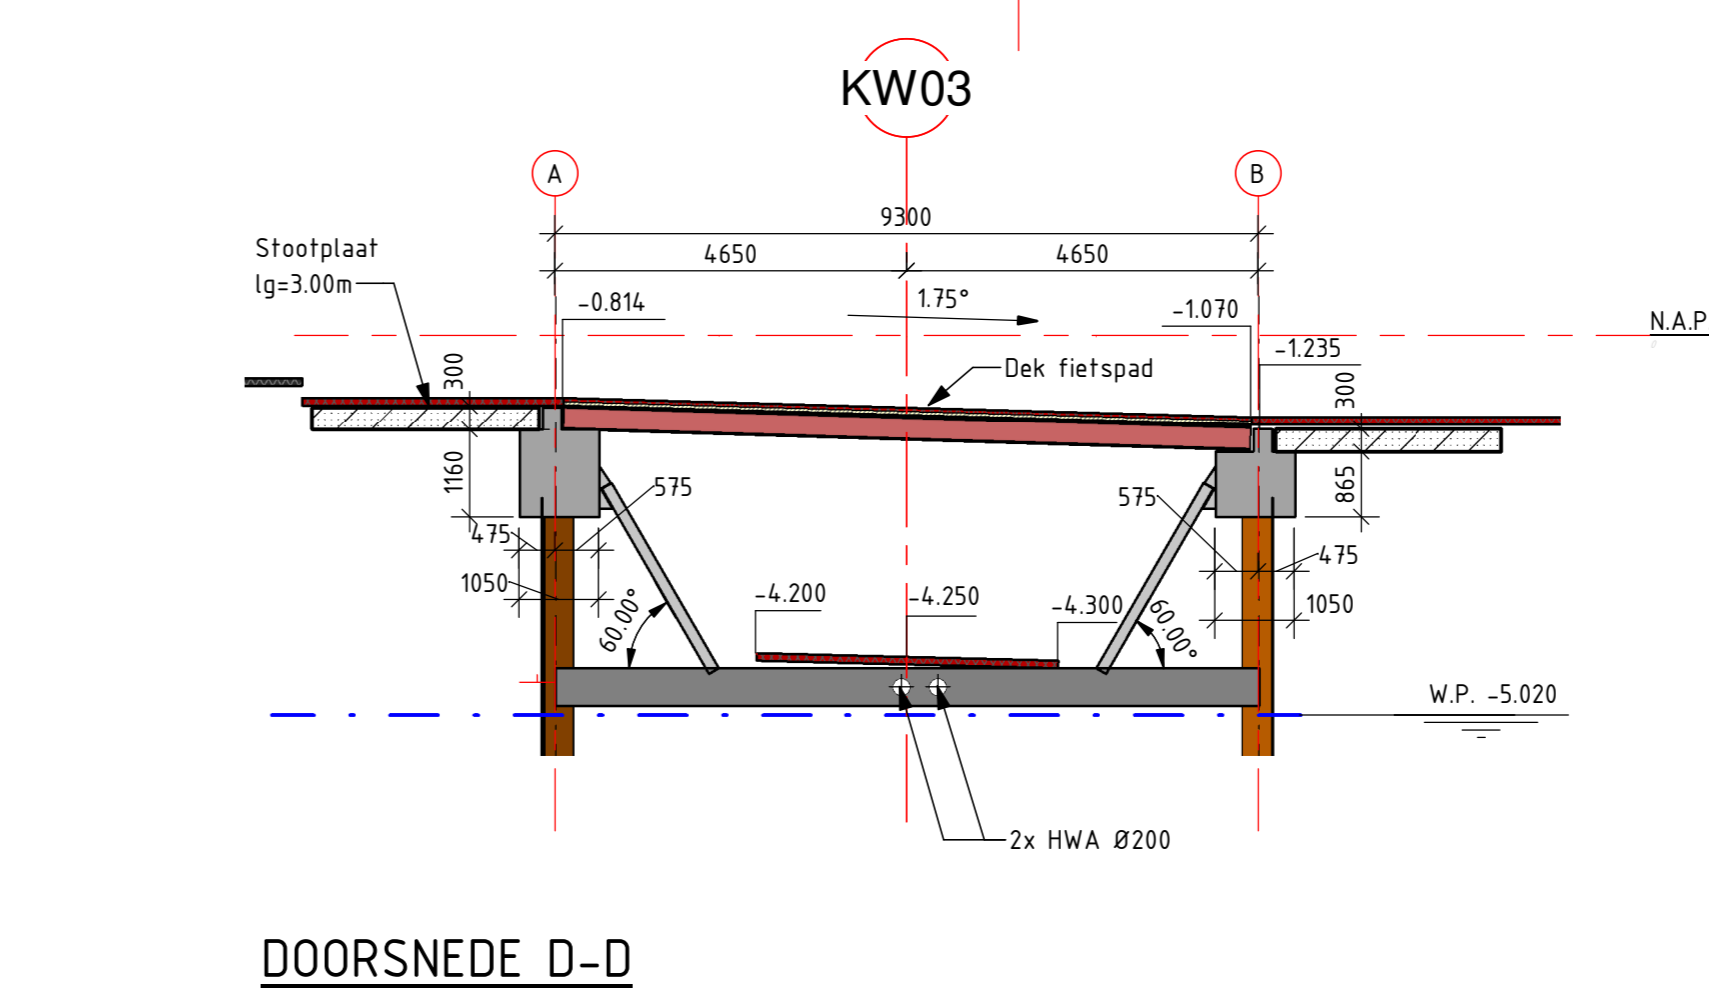 KW03
A
B
9300
4650
4650
Stootplaat
lg=3.00m
-0.814
1.75°
-1.070
N.A.P
-1.235
300
Dek fietspad
300
1160
575
575
865
475
475
1050
1050
60.00°
-4.200
-4.250
-4.300
60.00°
W.P. -5.020
2x HWA Ø200
DOORSNEDE D-D